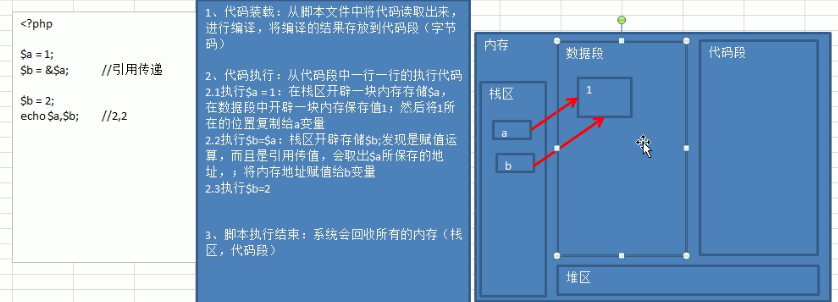 <?php
$a = 1;
$b = &$a; //引用传递
$b = 2;
echo $a,$b; //2,2
1、代码装载：从脚本文件中将代码读取出来，
进行编译，将编译的结果存放到代码段（字节
码）
2、代码执行：从代码段中一行一行的执行代码
2.1执行$a = 1：在栈区开辟一块内存存储$a，
在数据段中开辟一块内存保存值1；然后将1所
在的位置复制给a变量
2.2执行$b=$a：栈区开辟存储$b;发现是赋值运
算，而且是引用传值，会取出$a所保存的地
址，；将内存地址赋值给b变量
2.3执行$b=2
3、脚本执行结束：系统会回收所有的内存（栈
区，代码段）
内存
数据段
代码段
栈区
1
a
b
堆区